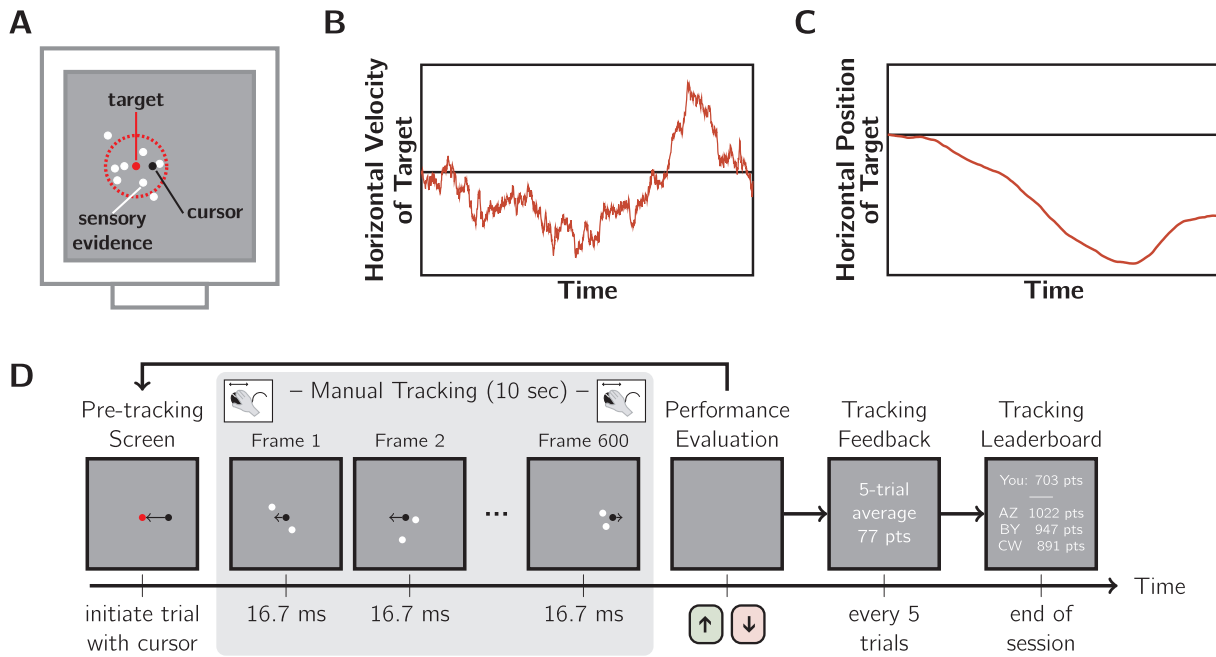 A
target
sensory
evidence
cursor
B
Horizontal Velocity
of Target
Time
C
Horizontal Position
of Target
Time
D
Pre-tracking
Screen
– Manual Tracking (10 sec) –
Frame 1
Frame 2
...
Frame 600
Performance
Evaluation
Tracking
Feedback
5-trial
average
77 pts
Tracking
Leaderboard
You: 703 pts
AZ 1022 pts
BY 947 pts
CW 891 pts
Time
initiate trial
with cursor
16.7 ms
16.7 ms
16.7 ms
every 5
trials
end of
session